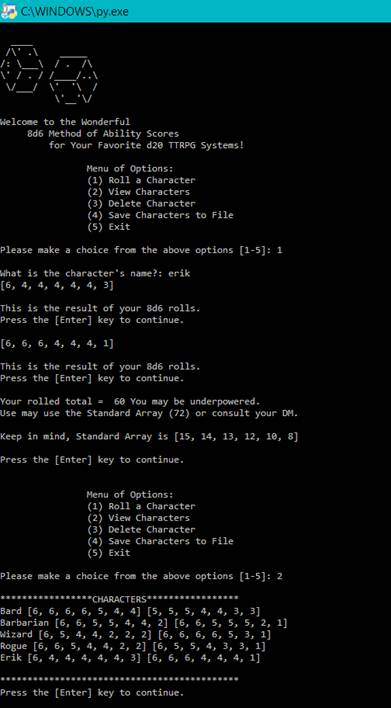 C:\WINDOWS\py.exe
Welcome to the Wonderful
8d6 Method of Ability Scores
for Your Favorite d20 TTRPG Systems!
Menu of Options:
(1) Roll a Character
(2) View Characters
(3) Delete Character
(4) Save Characters to File
(5) Exit
Please make a choice from the above options [1-5]: 1
What is the character's name?: erik
[6, 4, 4, 4, 4, 4, 3]
This is the result of your 8d6 rolls.
Press the [Enter] key to continue.
[6, 6, 6, 4, 4, 4, 1]
This is the result of your 8d6 rolls.
Press the [Enter] key to continue.
Your rolled total =  60 You may be underpowered.
Use may use the Standard Array (72) or consult your DM.
Keep in mind, Standard Array is [15, 14, 13, 12, 10, 8]
Press the [Enter] key to continue.
Menu of Options:
(1) Roll a Character
(2) View Characters
(3) Delete Character
(4) Save Characters to File
(5) Exit
Please make a choice from the above options [1-5]: 2
*****************CHARACTERS*****************
Bard [6, 6, 6, 6, 5, 4, 4] [5, 5, 5, 4, 4, 3, 3]
Barbarian [6, 6, 5, 5, 4, 4, 2] [6, 6, 5, 5, 5, 2, 1]
Wizard [6, 5, 4, 4, 2, 2, 2] [6, 6, 6, 6, 5, 3, 1]
Rogue [6, 6, 5, 4, 4, 2, 2] [6, 5, 5, 4, 3, 3, 1]
Erik [6, 4, 4, 4, 4, 4, 3] [6, 6, 6, 4, 4, 4, 1]
********************************************
Press the [Enter] key to continue.